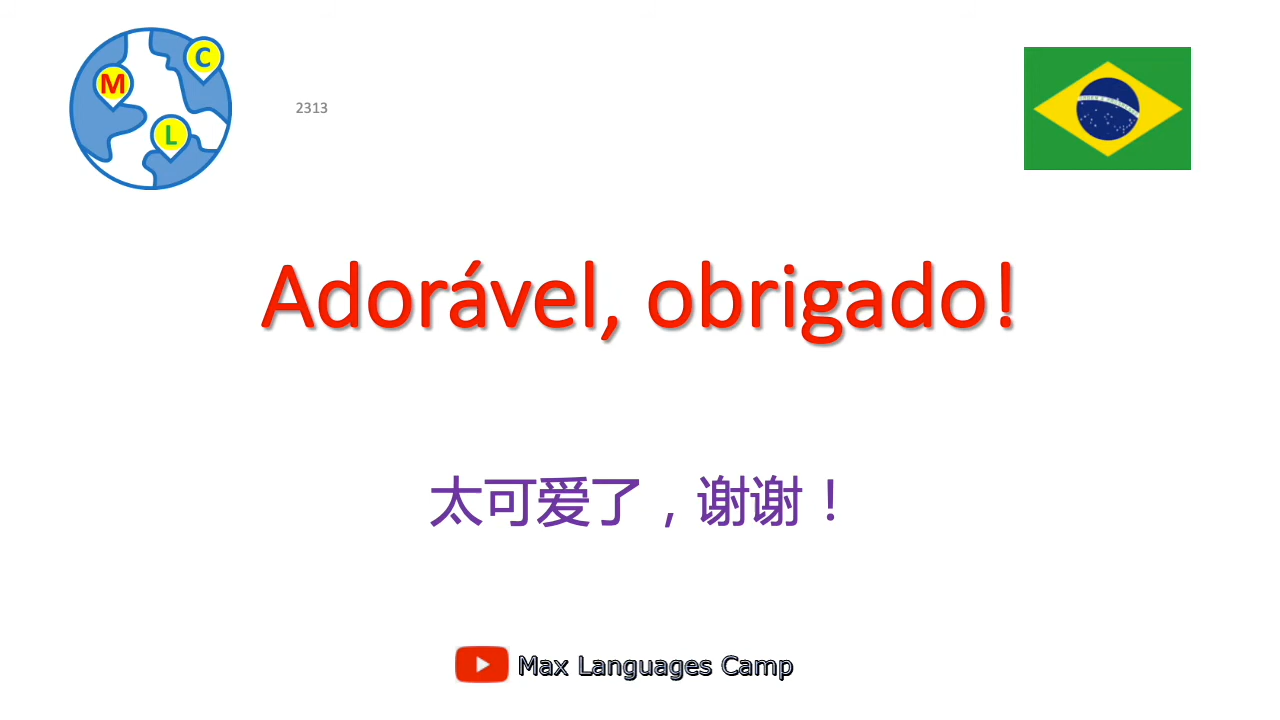 C
M
L
2313
Adorável, obrigado!
太可爱了，谢谢！
Max Languages Camp